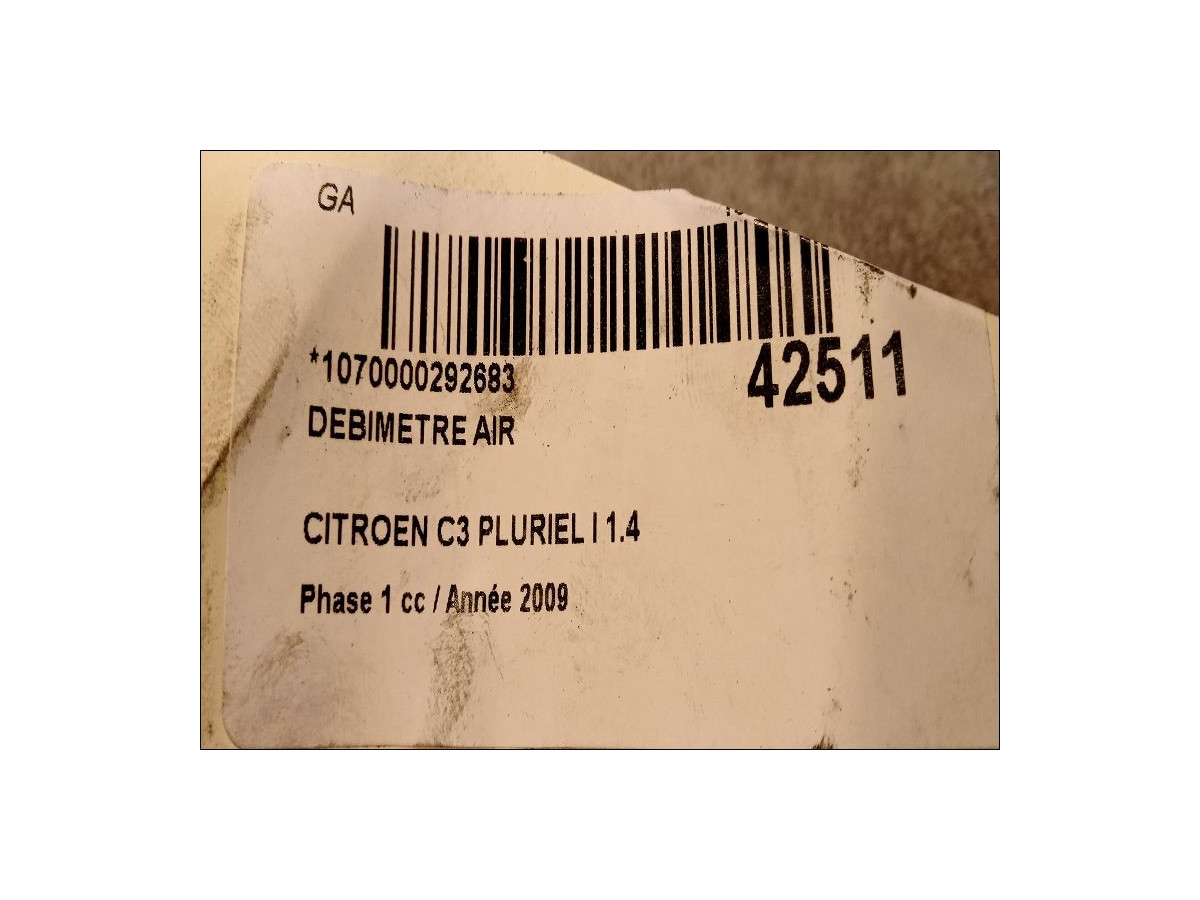 GA
*1070000292683
42511
DEBIMETRE AIR
CITROEN C3 PLURIEL I 1.4
Phase 1 cc / Année 2009